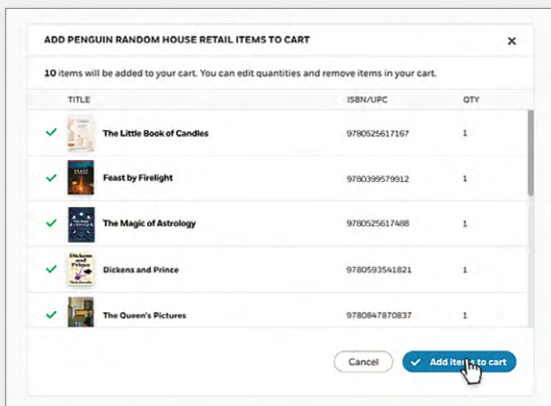 ADD PENGUIN RANDOM HOUSE RETAIL ITEMS TO CART
10 items will be added to your cart. You can edit quantities and remove items in your cart.
TITLE ISBN/UPC QTY
The Little Book of Candles 9780525617167 1
Feast by Firelight 9780399579912 1
The Magic of Astrology 9780525617488 1
Dickens and Prince 9780593541821 1
The Queen's Pictures 9780847870837 1
Cancel Add items to cart